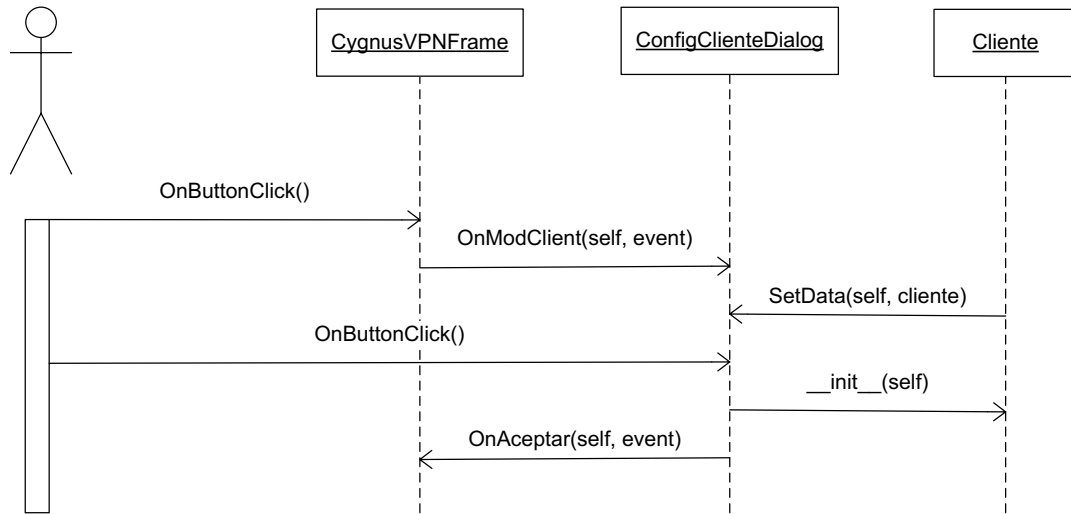 CygnusVPNFrame
ConfigClienteDialog
Cliente
OnButtonClick()
OnModClient(self, event)
SetData(self, cliente)
OnButtonClick()
__init__(self)
OnAceptar(self, event)